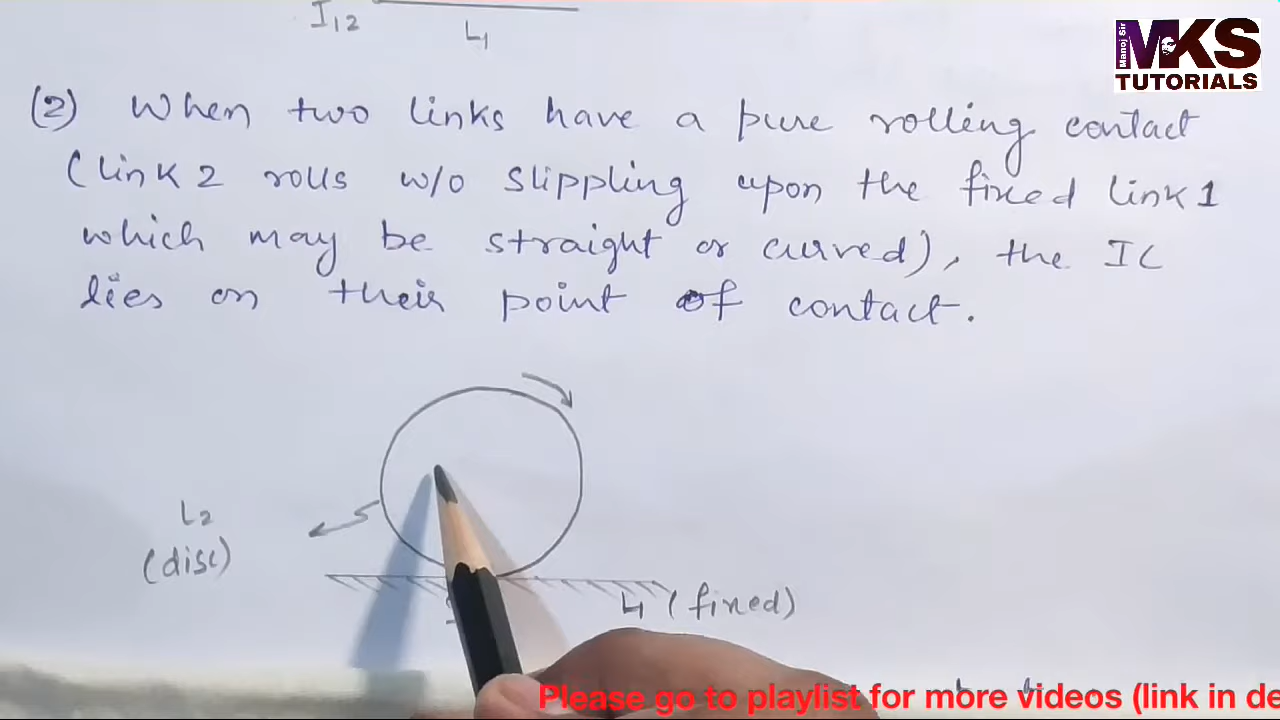 I12
L1
Manoj Sir
MKS
TUTORIALS
(2) When two links have a pure rolling contact
(link 2 rolls w/o slippling upon the fixed link 1
which may be straight or curved), the IC
lies on their point of contact.
L2
(disc)
L1 (fixed)
Please go to playlist for more videos (link in de